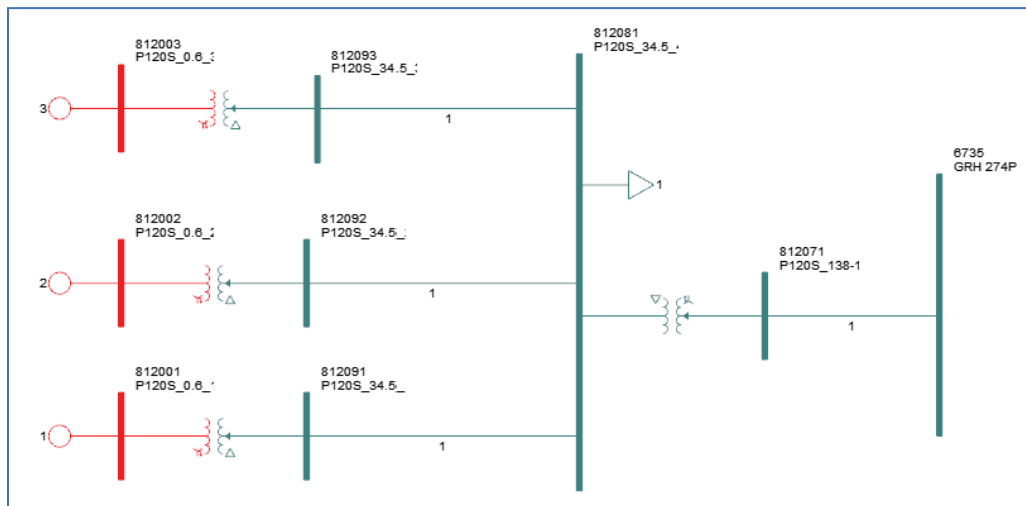 812081
P120S_34.5_4
812003
P120S_0.6_3
812093
P120S_34.5_
3
1
6735
GRH 274P
1
812002
P120S_0.6_2
812092
P120S_34.5_
812071
P120S_138-1
2
1
1
812001
P120S_0.6_1
812091
P120S_34.5_
1
1